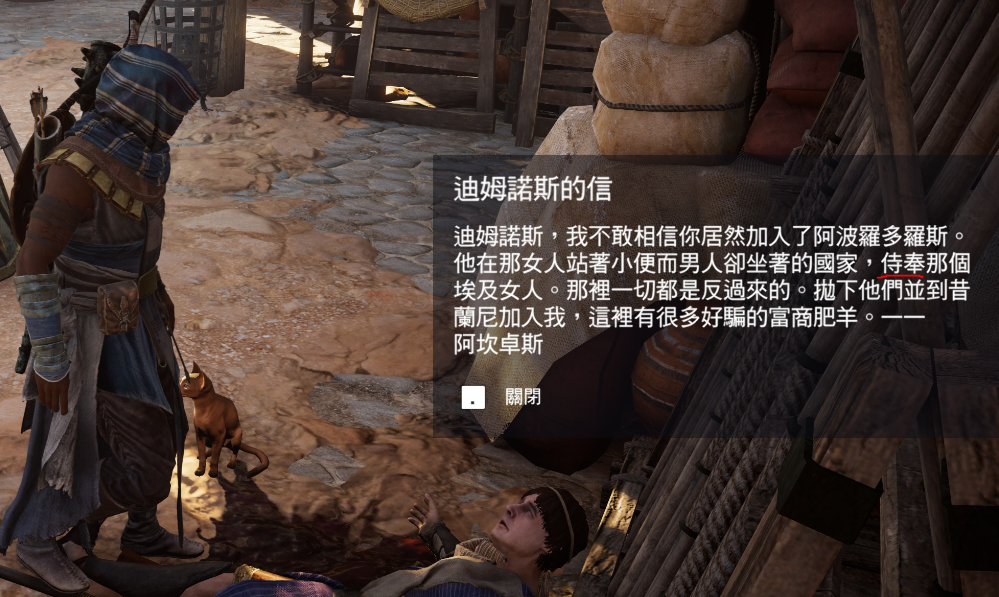 迪姆諾斯的信
迪姆諾斯，我不敢相信你居然加入了阿波羅多羅斯。
他在那女人站著小便而男人卻坐著的國家，侍奉那個
埃及女人。那裡一切都是反過來的。拋下他們並到昔
蘭尼加入我，這裡有很多好騙的富商肥羊。——
阿坎卓斯
. 關閉